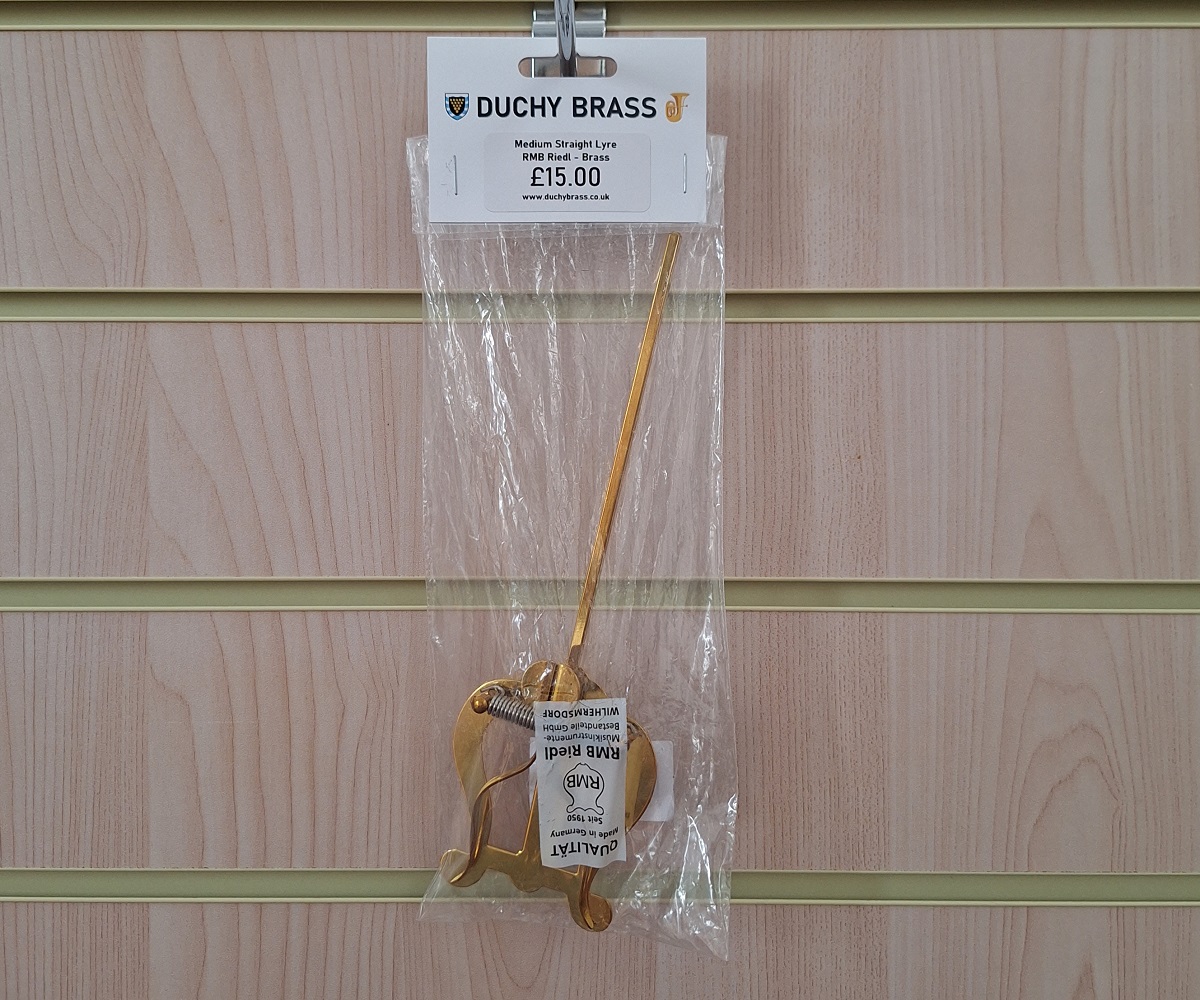 DUCHY BRASS
Medium Straight Lyre
RMB Riedl - Brass
£15.00
www.duchybrass.co.uk
QUALITÄT
Made in Germany
Seit 1950
RMB
RMB Riedl
Musikinstrumente-
Bestandteile GmbH
WILHERMSDORF